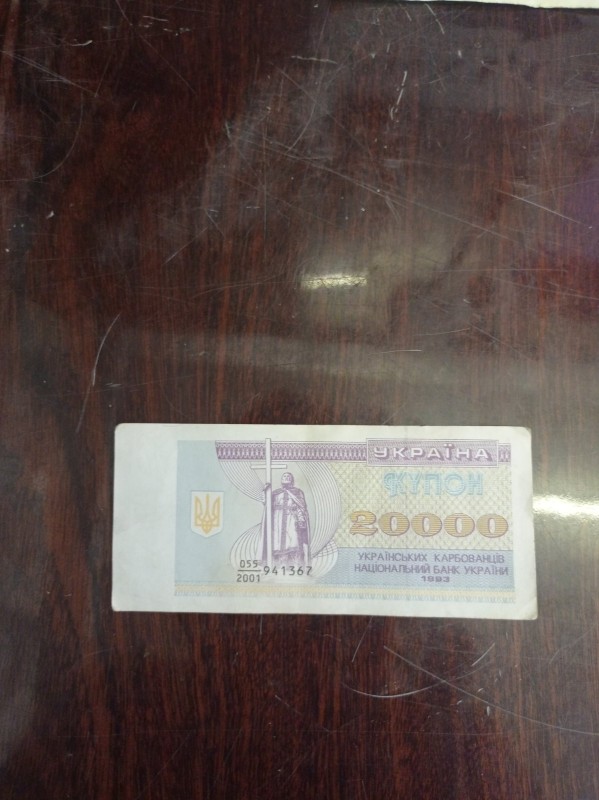 УКРАЇНА
КУПОН
20000
УКРАЇНСЬКИХ КАРБОВАНЦІВ
НАЦІОНАЛЬНИЙ БАНК УКРАЇНИ
1993
055
2001
941367